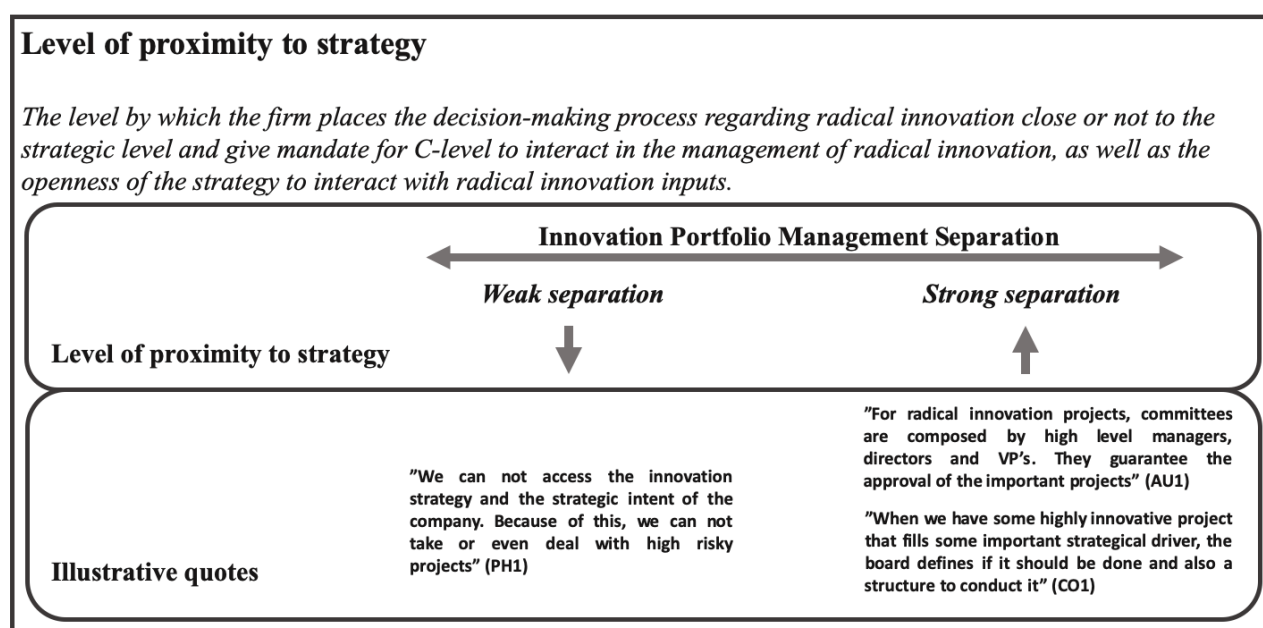 Level of proximity to strategy
The level by which the firm places the decision-making process regarding radical innovation close or not to the
strategic level and give mandate for C-level to interact in the management of radical innovation, as well as the
openness of the strategy to interact with radical innovation inputs.
Innovation Portfolio Management Separation
Weak separation
Strong separation
Level of proximity to strategy
Illustrative quotes
”We can not access the innovation
strategy and the strategic intent of the
company. Because of this, we can not
take or even deal with high risky
projects” (PH1)
”For radical innovation projects, committees
are composed by high level managers,
directors and VP’s. They guarantee the
approval of the important projects” (AU1)
”When we have some highly innovative project
that fills some important strategical driver, the
board defines if it should be done and also a
structure to conduct it” (CO1)